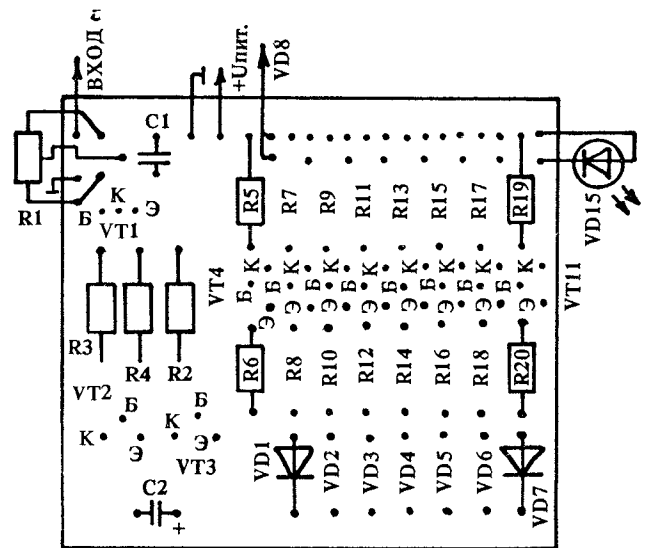 ВХОД
+Uпит.
VD8
C1
R1
К
Б
Э
VT1
R5
R7
R9
R11
R13
R15
R17
R19
VD15
VT4
Б
К
Э
Б
К
Э
Б
К
Э
Б
К
Э
Б
К
Э
Б
К
Э
Б
К
Э
Б
К
Э
VT11
R3
R4
R2
R6
R8
R10
R12
R14
R16
R18
R20
VT2
Б
К
Э
Б
К
Э
VT3
VD1
VD2
VD3
VD4
VD5
VD6
VD7
C2
+